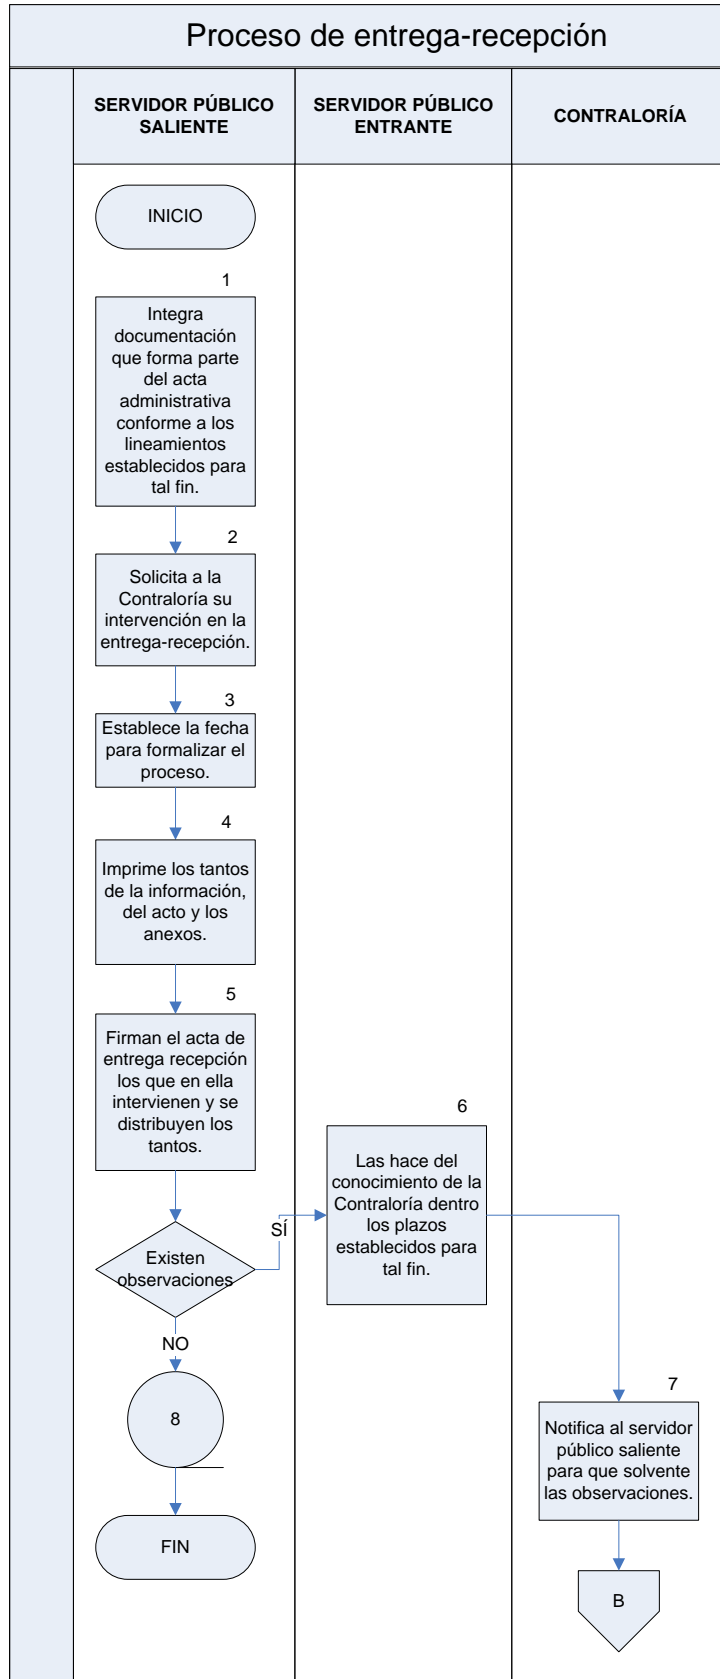 Proceso de entrega-recepción
SERVIDOR PÚBLICO
SALIENTE
SERVIDOR PÚBLICO
ENTRANTE
CONTRALORÍA
INICIO
1
Integra
documentación
que forma parte
del acta
administrativa
conforme a los
lineamientos
establecidos para
tal fin.
2
Solicita a la
Contraloría su
intervención en la
entrega-recepción.
3
Establece la fecha
para formalizar el
proceso.
4
Imprime los tantos
de la información,
del acto y los
anexos.
5
Firman el acta de
entrega recepción
los que en ella
intervienen y se
distribuyen los
tantos.
6
Las hace del
conocimiento de la
Contraloría dentro
los plazos
establecidos para
tal fin.
Existen
observaciones
SÍ
NO
7
Notifica al servidor
público saliente
para que solvente
las observaciones.
8
FIN
B